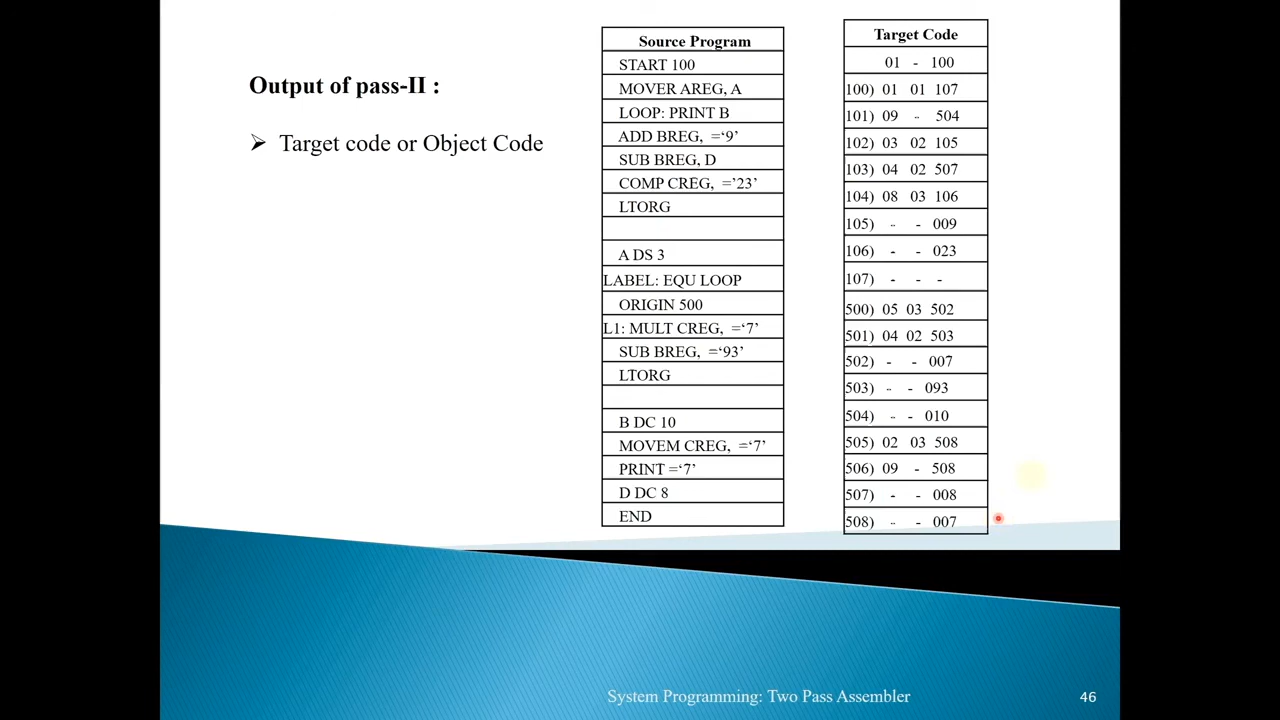 Output of pass-II :
➢ Target code or Object Code
Source Program
START 100
MOVER AREG, A
LOOP: PRINT B
ADD BREG, =‘9’
SUB BREG, D
COMP CREG, =’23’
LTORG
A DS 3
LABEL: EQU LOOP
ORIGIN 500
L1: MULT CREG, =‘7’
SUB BREG, =‘93’
LTORG
B DC 10
MOVEM CREG, =‘7’
PRINT =‘7’
D DC 8
END
Target Code
01 - 100
100) 01 01 107
101) 09 - 504
102) 03 02 105
103) 04 02 507
104) 08 03 106
105) - - 009
106) - - 023
107) - - -
500) 05 03 502
501) 04 02 503
502) - - 007
503) - - 093
504) - - 010
505) 02 03 508
506) 09 - 508
507) - - 008
508) - - 007
System Programming: Two Pass Assembler
46